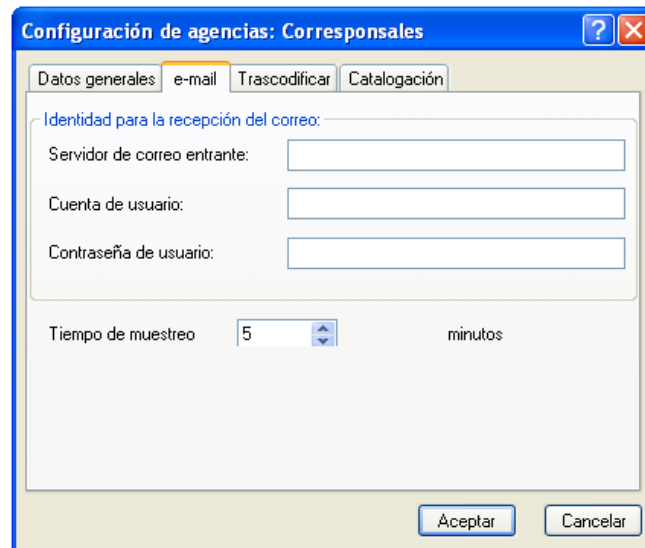 Configuración de agencias: Corresponsales
Datos generales e-mail Trascodificar Catalogación
Identidad para la recepción del correo:
Servidor de correo entrante:
Cuenta de usuario:
Contraseña de usuario:
Tiempo de muestreo 5 minutos
Aceptar Cancelar